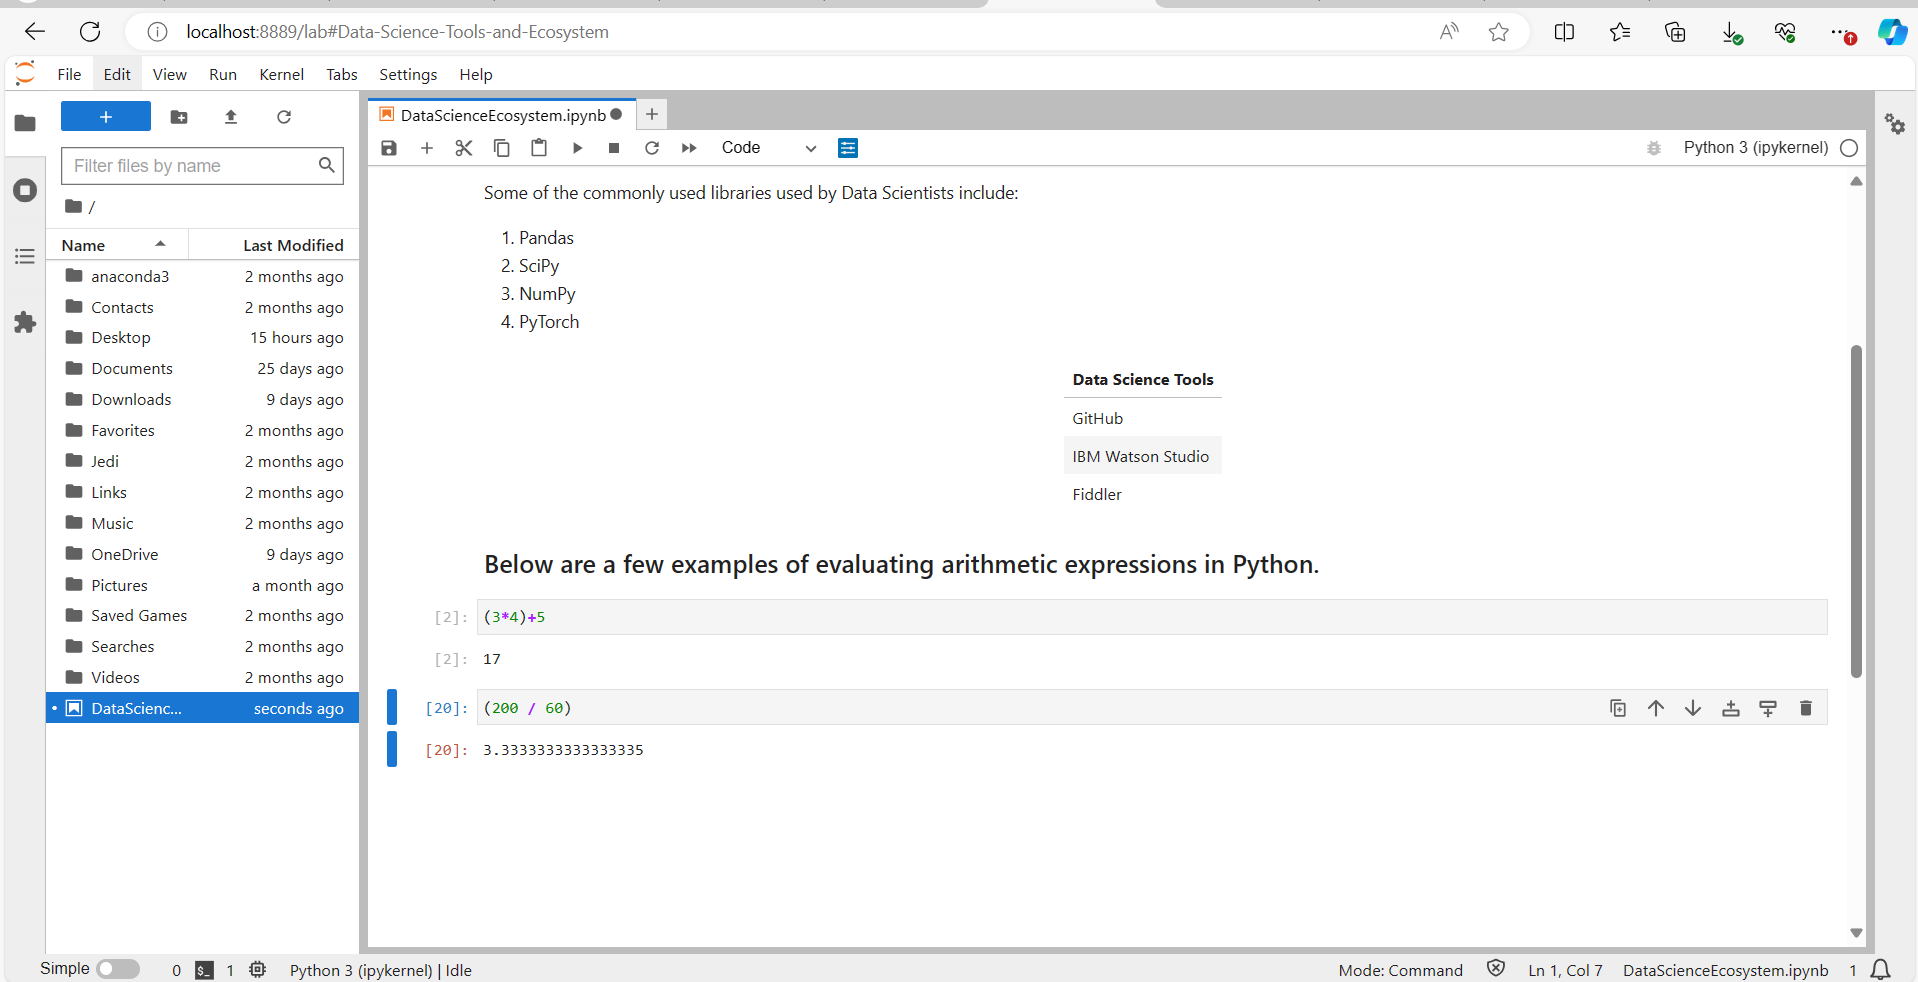 localhost:8889/lab#Data-Science-Tools-and-Ecosystem
File Edit View Run Kernel Tabs Settings Help
DataScienceEcosystem.ipynb
Code
Python 3 (ipykernel)
Filter files by name
/
Name Last Modified
anaconda3 2 months ago
Contacts 2 months ago
Desktop 15 hours ago
Documents 25 days ago
Downloads 9 days ago
Favorites 2 months ago
Jedi 2 months ago
Links 2 months ago
Music 2 months ago
OneDrive 9 days ago
Pictures a month ago
Saved Games 2 months ago
Searches 2 months ago
Videos 2 months ago
DataScienc... seconds ago
Some of the commonly used libraries used by Data Scientists include:
1. Pandas
2. SciPy
3. NumPy
4. PyTorch
Data Science Tools
GitHub
IBM Watson Studio
Fiddler
Below are a few examples of evaluating arithmetic expressions in Python.
[2]: (3*4)+5
[2]: 17
[20]: (200 / 60)
[20]: 3.3333333333333335
Simple 0 $_ 1 Python 3 (ipykernel) | Idle
Mode: Command Ln 1, Col 7 DataScienceEcosystem.ipynb 1